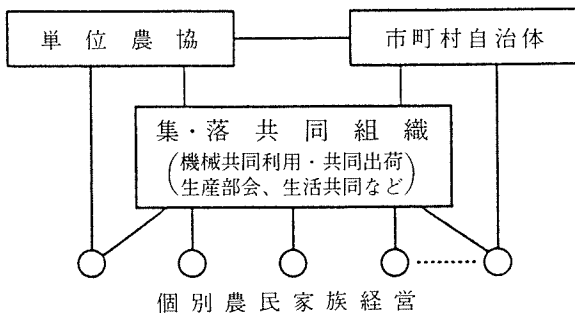 単位農協
市町村自治体
集・落共同組織
(機械共同利用・共同出荷
生産部会、生活共同など)
個別農民家族経営